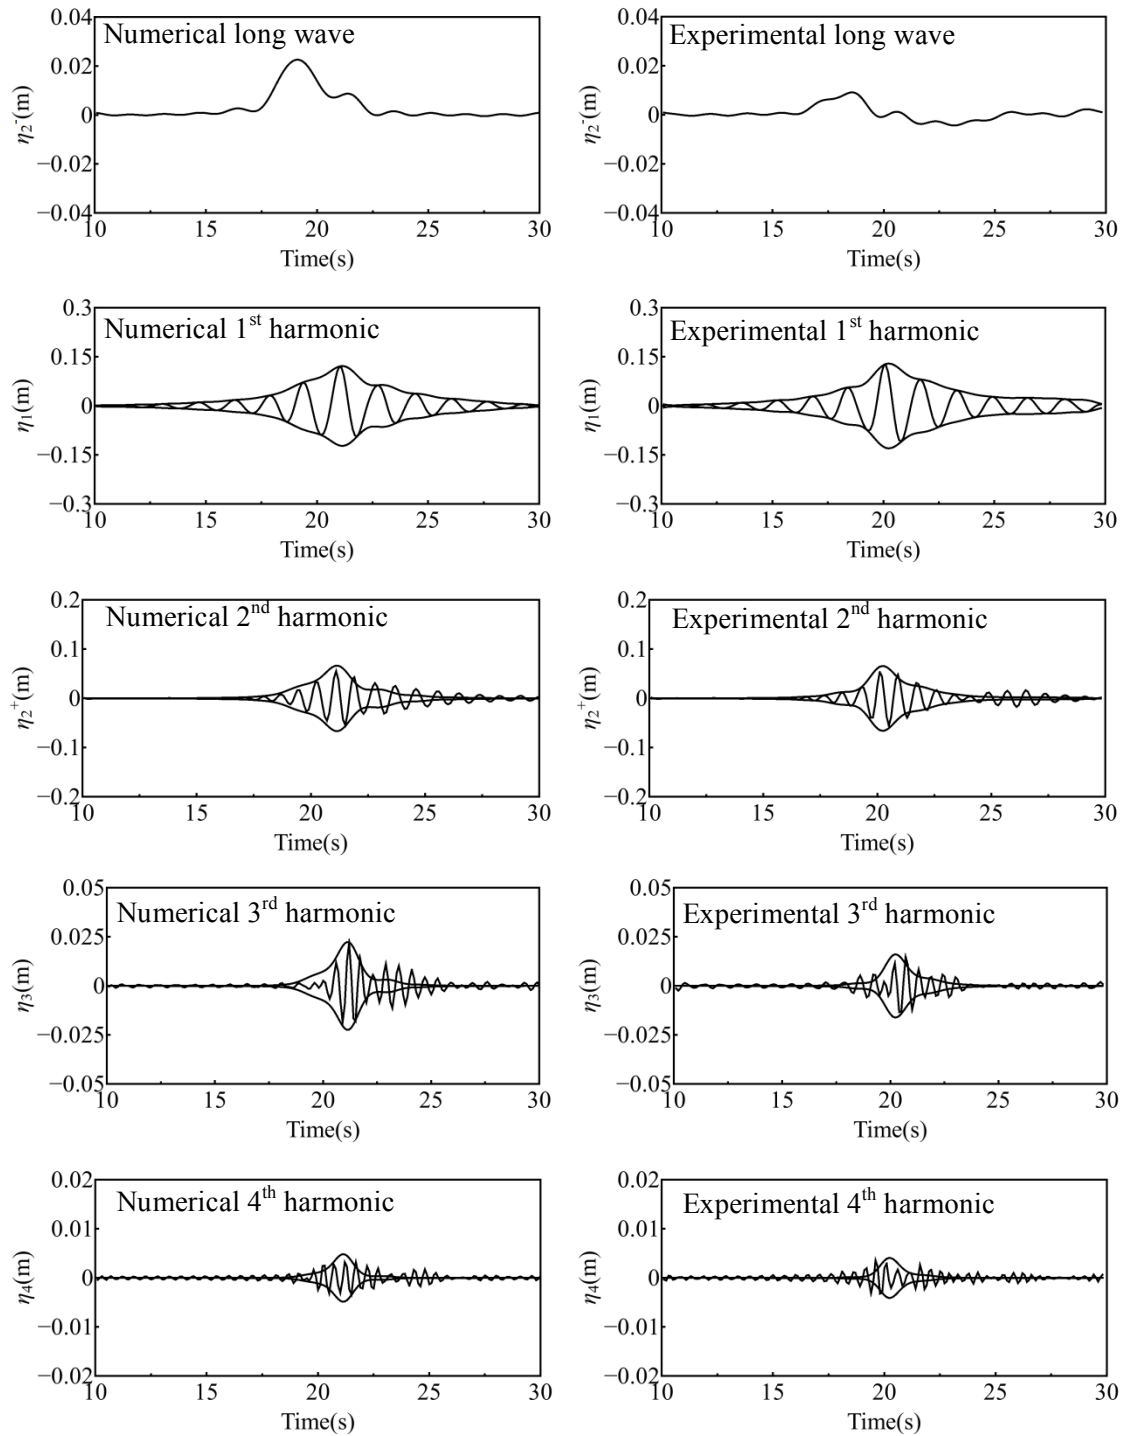 Numerical long wave
0.04
0.02
0
−0.02
−0.04
η2-(m)
10 15 20 25 30
Time(s)
Experimental long wave
0.04
0.02
0
−0.02
−0.04
η2-(m)
10 15 20 25 30
Time(s)
Numerical 1st harmonic
0.3
0.15
0
−0.15
−0.3
η1(m)
10 15 20 25 30
Time(s)
Experimental 1st harmonic
0.3
0.15
0
−0.15
−0.3
η1(m)
10 15 20 25 30
Time(s)
Numerical 2nd harmonic
0.2
0.1
0
−0.1
−0.2
η2+(m)
10 15 20 25 30
Time(s)
Experimental 2nd harmonic
0.2
0.1
0
−0.1
−0.2
η2+(m)
10 15 20 25 30
Time(s)
Numerical 3rd harmonic
0.05
0.025
0
−0.025
−0.05
η3(m)
10 15 20 25 30
Time(s)
Experimental 3rd harmonic
0.05
0.025
0
−0.025
−0.05
η3(m)
10 15 20 25 30
Time(s)
Numerical 4th harmonic
0.02
0.01
0
−0.01
−0.02
η4(m)
10 15 20 25 30
Time(s)
Experimental 4th harmonic
0.02
0.01
0
−0.01
−0.02
η4(m)
10 15 20 25 30
Time(s)